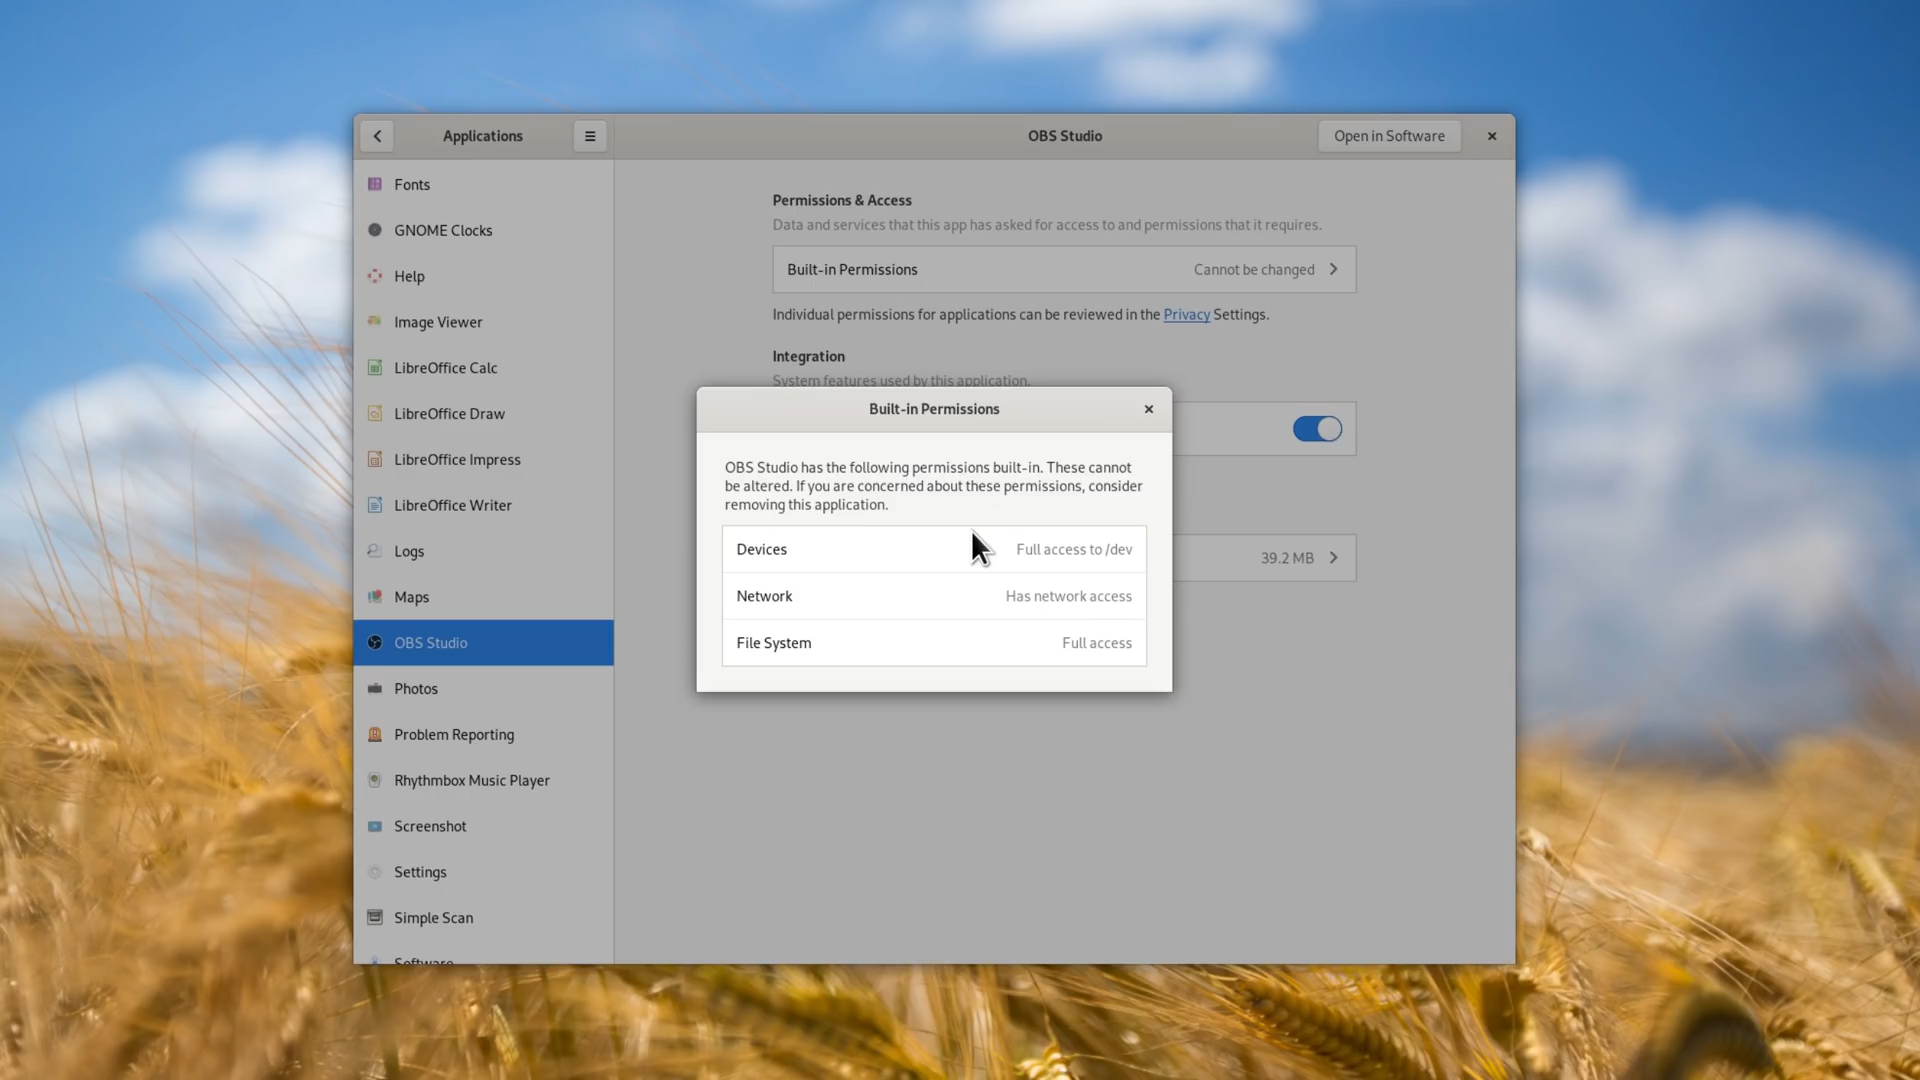 Applications
OBS Studio
Open in Software
Fonts
GNOME Clocks
Help
Image Viewer
LibreOffice Calc
LibreOffice Draw
LibreOffice Impress
LibreOffice Writer
Logs
Maps
OBS Studio
Photos
Problem Reporting
Rhythmbox Music Player
Screenshot
Settings
Simple Scan
Software
Permissions & Access
Data and services that this app has asked for access to and permissions that it requires.
Built-in Permissions Cannot be changed
Individual permissions for applications can be reviewed in the Privacy Settings.
Integration
System features used by this application.
39.2 MB
Built-in Permissions
OBS Studio has the following permissions built-in. These cannot
be altered. If you are concerned about these permissions, consider
removing this application.
Devices Full access to /dev
Network Has network access
File System Full access